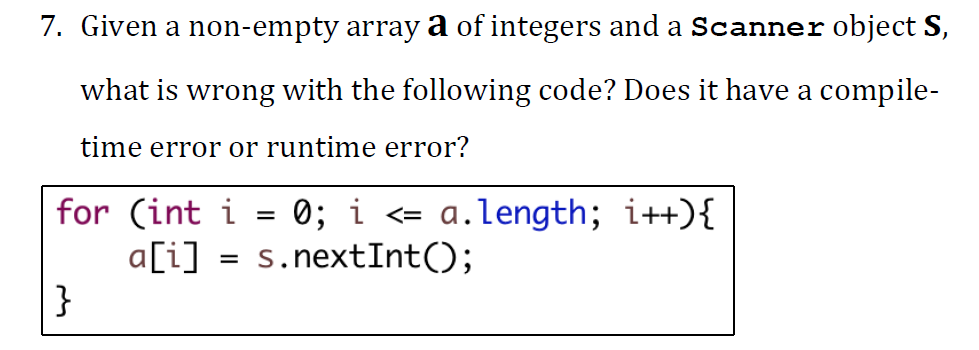 7. Given a non-empty array a of integers and a Scanner object S,
what is wrong with the following code? Does it have a compile-
time error or runtime error?
for (int i = 0; i <= a.length; i++){
    a[i] = s.nextInt();
}